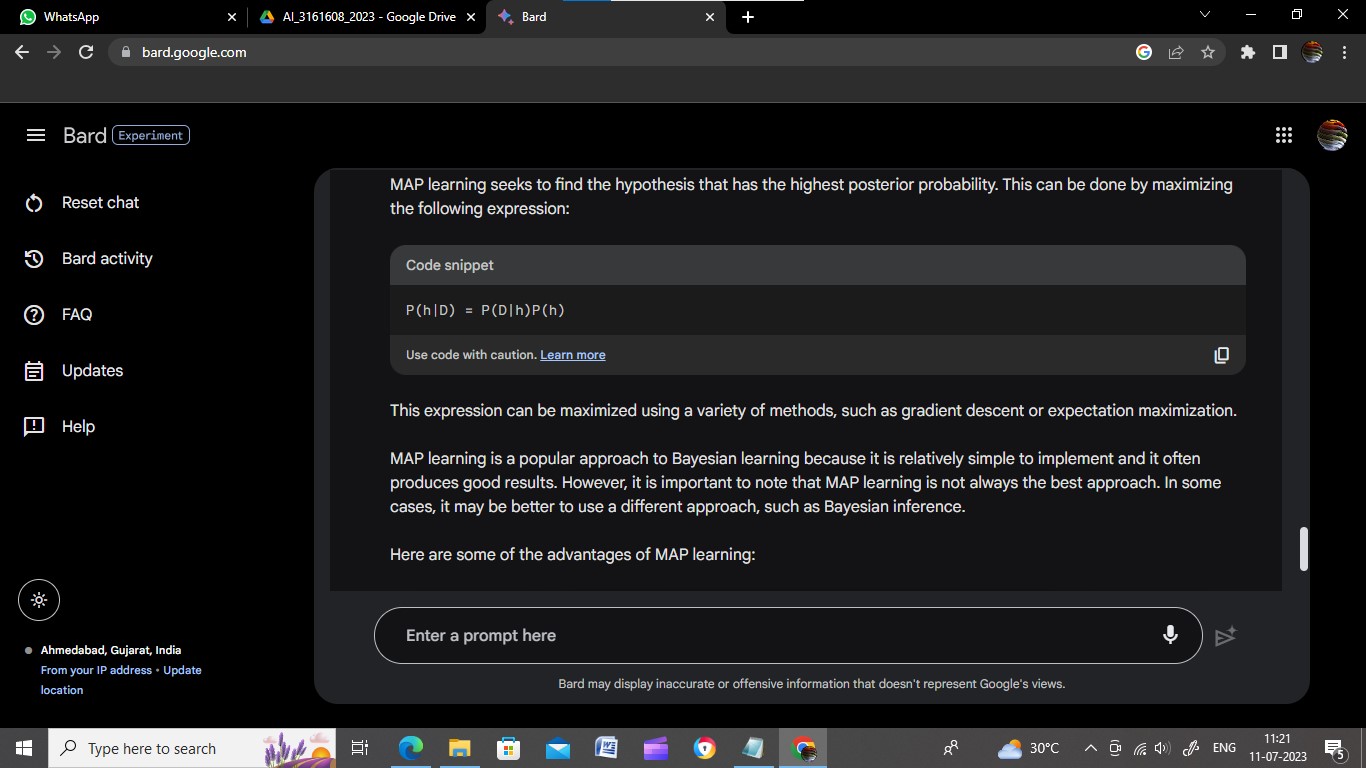 WhatsApp
AI_3161608_2023 - Google Drive
Bard
bard.google.com
Bard Experiment
Reset chat
Bard activity
FAQ
Updates
Help
MAP learning seeks to find the hypothesis that has the highest posterior probability. This can be done by maximizing
the following expression:
Code snippet
P(h|D) = P(D|h)P(h)
Use code with caution. Learn more
This expression can be maximized using a variety of methods, such as gradient descent or expectation maximization.
MAP learning is a popular approach to Bayesian learning because it is relatively simple to implement and it often
produces good results. However, it is important to note that MAP learning is not always the best approach. In some
cases, it may be better to use a different approach, such as Bayesian inference.
Here are some of the advantages of MAP learning:
Enter a prompt here
Bard may display inaccurate or offensive information that doesn't represent Google's views.
Ahmedabad, Gujarat, India
From your IP address • Update
location
Type here to search
30°C
ENG
11:21
11-07-2023
5